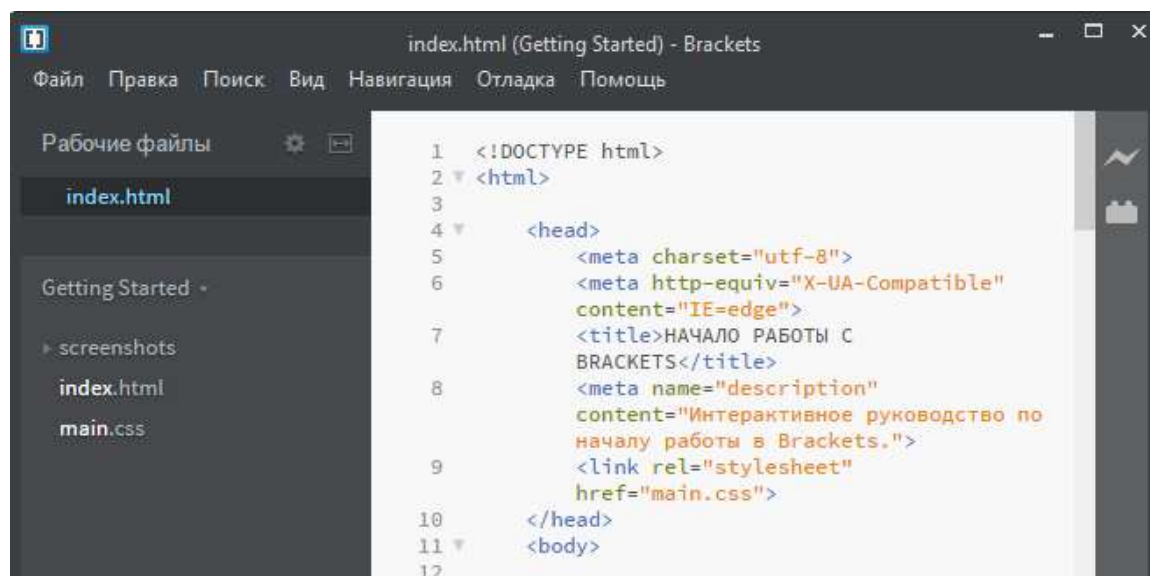 index.html (Getting Started) - Brackets
Файл Правка Поиск Вид Навигация Отладка Помощь
Рабочие файлы
index.html
Getting Started
screenshots
index.html
main.css
1 <!DOCTYPE html>
2 <html>
3
4 <head>
5 <meta charset="utf-8">
6 <meta http-equiv="X-UA-Compatible"
content="IE=edge">
7 <title>НАЧАЛО РАБОТЫ С
BRACKETS</title>
8 <meta name="description"
content="Интерактивное руководство по
началу работы в Brackets.">
9 <link rel="stylesheet"
href="main.css">
10 </head>
11 <body>
12